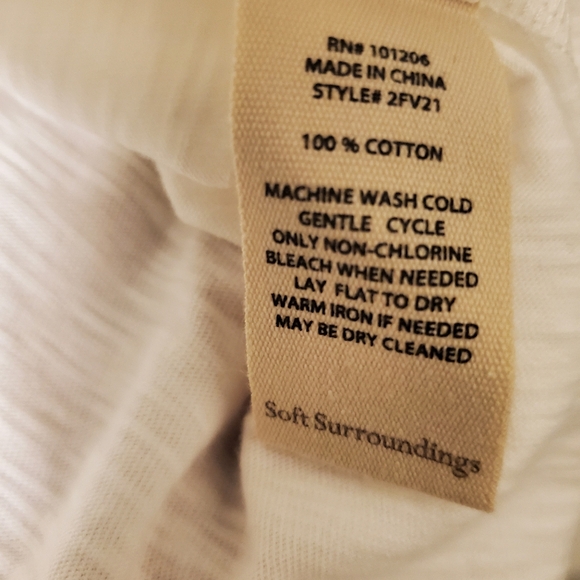 RN# 101206
MADE IN CHINA
STYLE# 2FV21
100 % COTTON
MACHINE WASH COLD
GENTLE CYCLE
ONLY NON-CHLORINE
BLEACH WHEN NEEDED
LAY FLAT TO DRY
WARM IRON IF NEEDED
MAY BE DRY CLEANED
Soft Surroundings